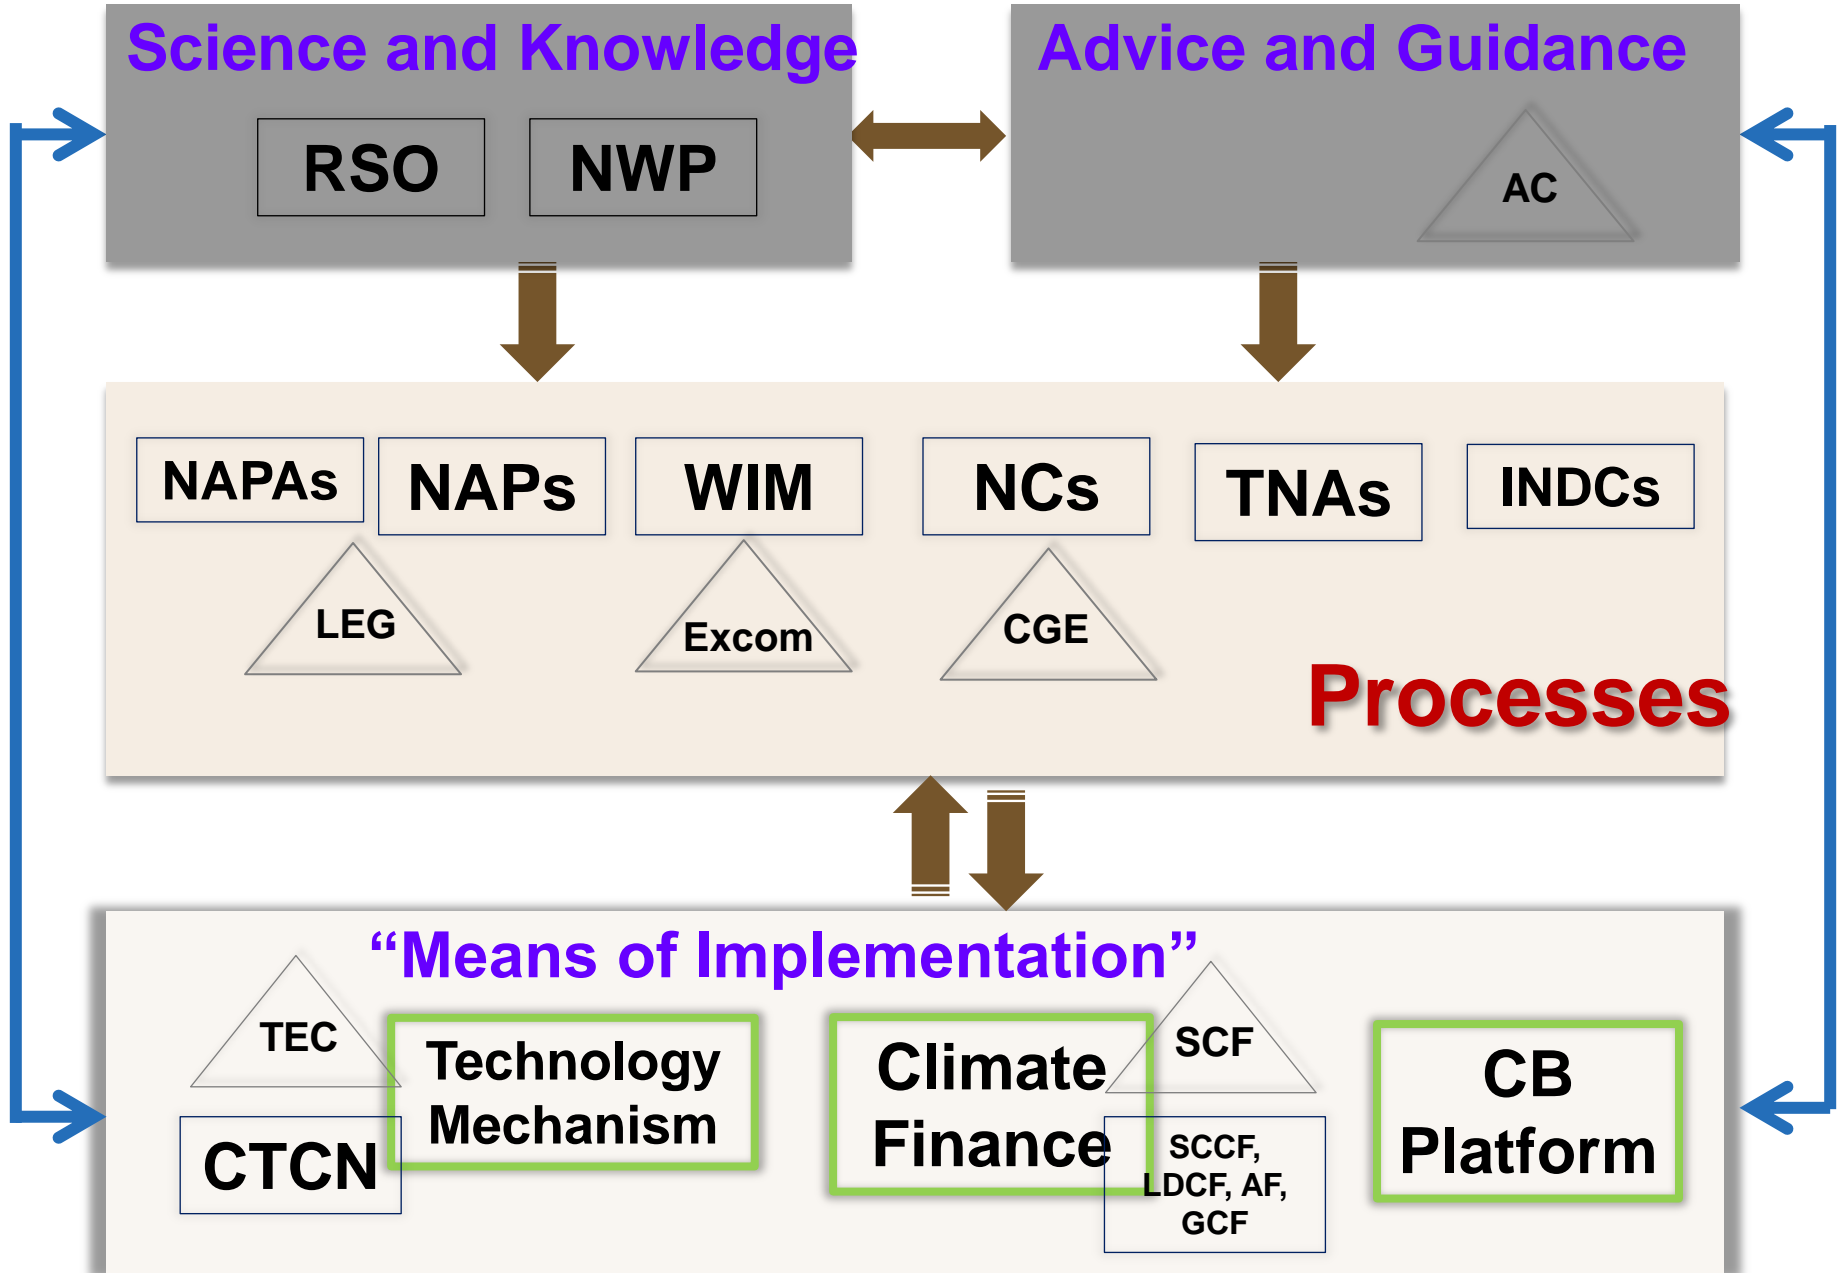 Science and Knowledge
Advice and Guidance
RSO
NWP
AC
NAPAs
NAPs
WIM
NCs
TNAs
INDCs
LEG
Excom
CGE
Processes
“Means of Implementation”
TEC
Technology
Mechanism
CTCN
Climate
Finance
SCF
SCCF,
LDCF, AF,
GCF
CB
Platform